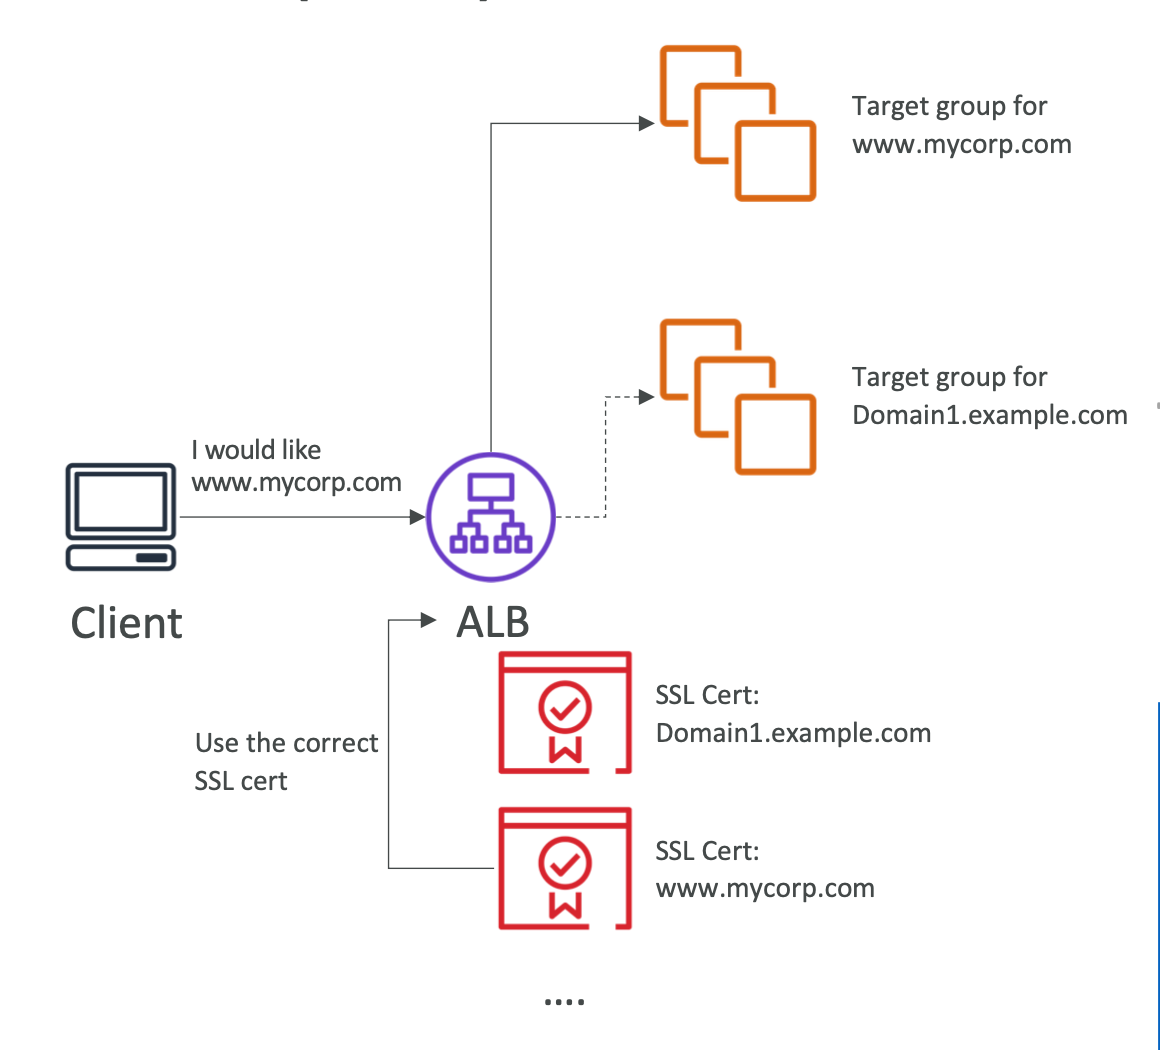 Target group for
www.mycorp.com
Target group for
Domain1.example.com
I would like
www.mycorp.com
Client
ALB
Use the correct
SSL cert
SSL Cert:
Domain1.example.com
SSL Cert:
www.mycorp.com
....